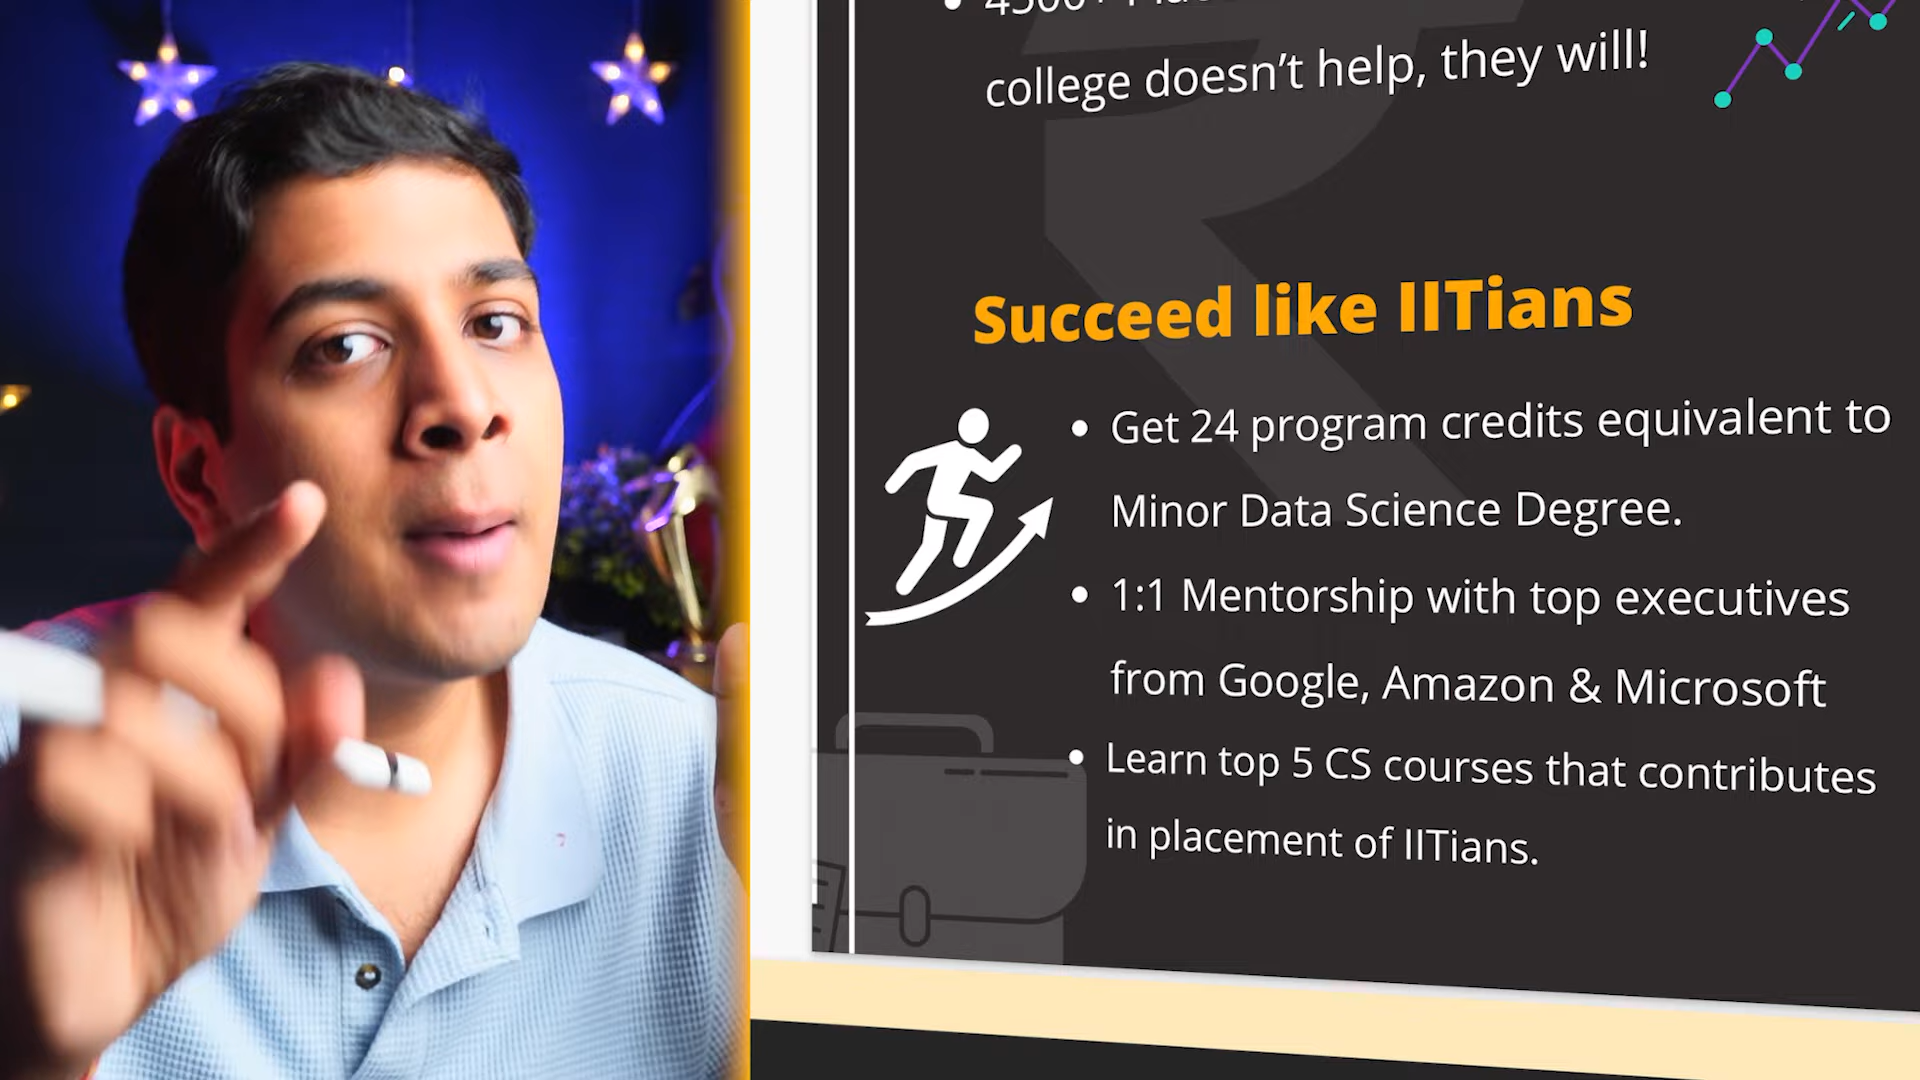 college doesn’t help, they will!
Succeed like IITians
• Get 24 program credits equivalent to
Minor Data Science Degree.
• 1:1 Mentorship with top executives
from Google, Amazon & Microsoft
• Learn top 5 CS courses that contributes
in placement of IITians.